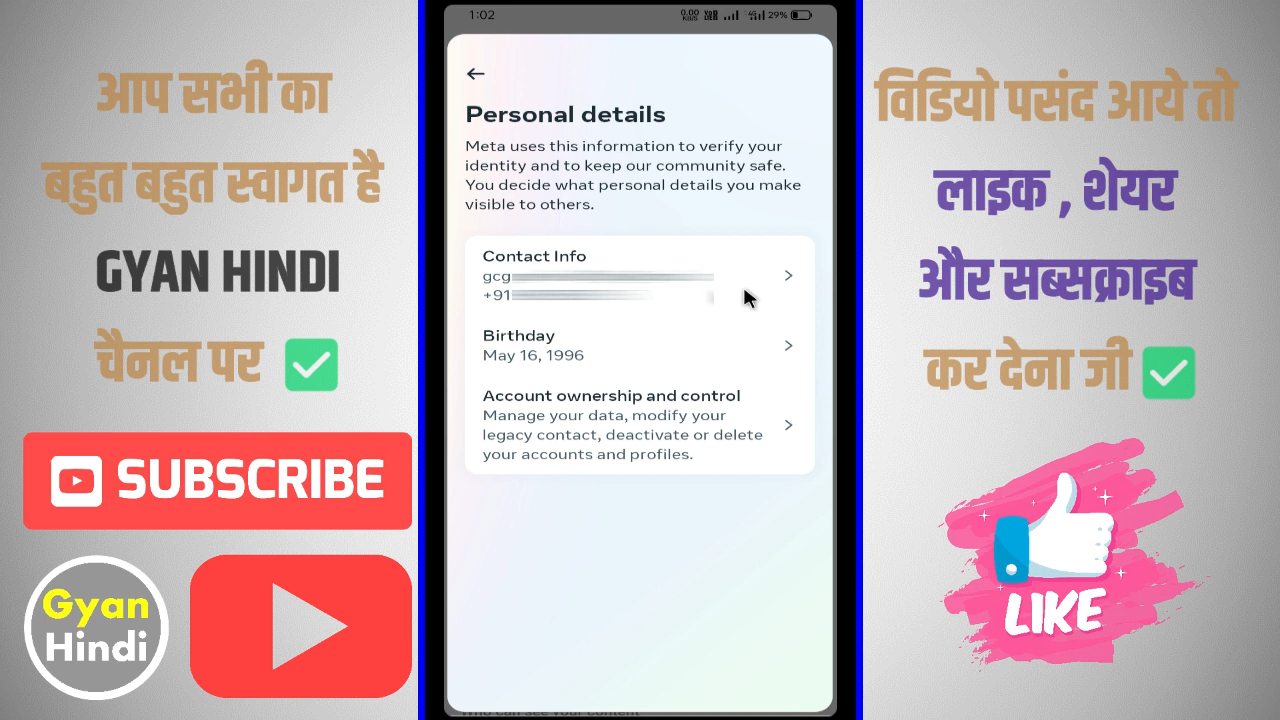 आप सभी का
बहुत बहुत स्वागत है
GYAN HINDI
चैनल पर
SUBSCRIBE
Gyan
Hindi
1:02
0.00 KB/S 4G 29%
Personal details
Meta uses this information to verify your
identity and to keep our community safe.
You decide what personal details you make
visible to others.
Contact Info
gcg
+91
Birthday
May 16, 1996
Account ownership and control
Manage your data, modify your
legacy contact, deactivate or delete
your accounts and profiles.
विडियो पसंद आये तो
लाइक , शेयर
और सब्सक्राइब
कर देना जी
LIKE